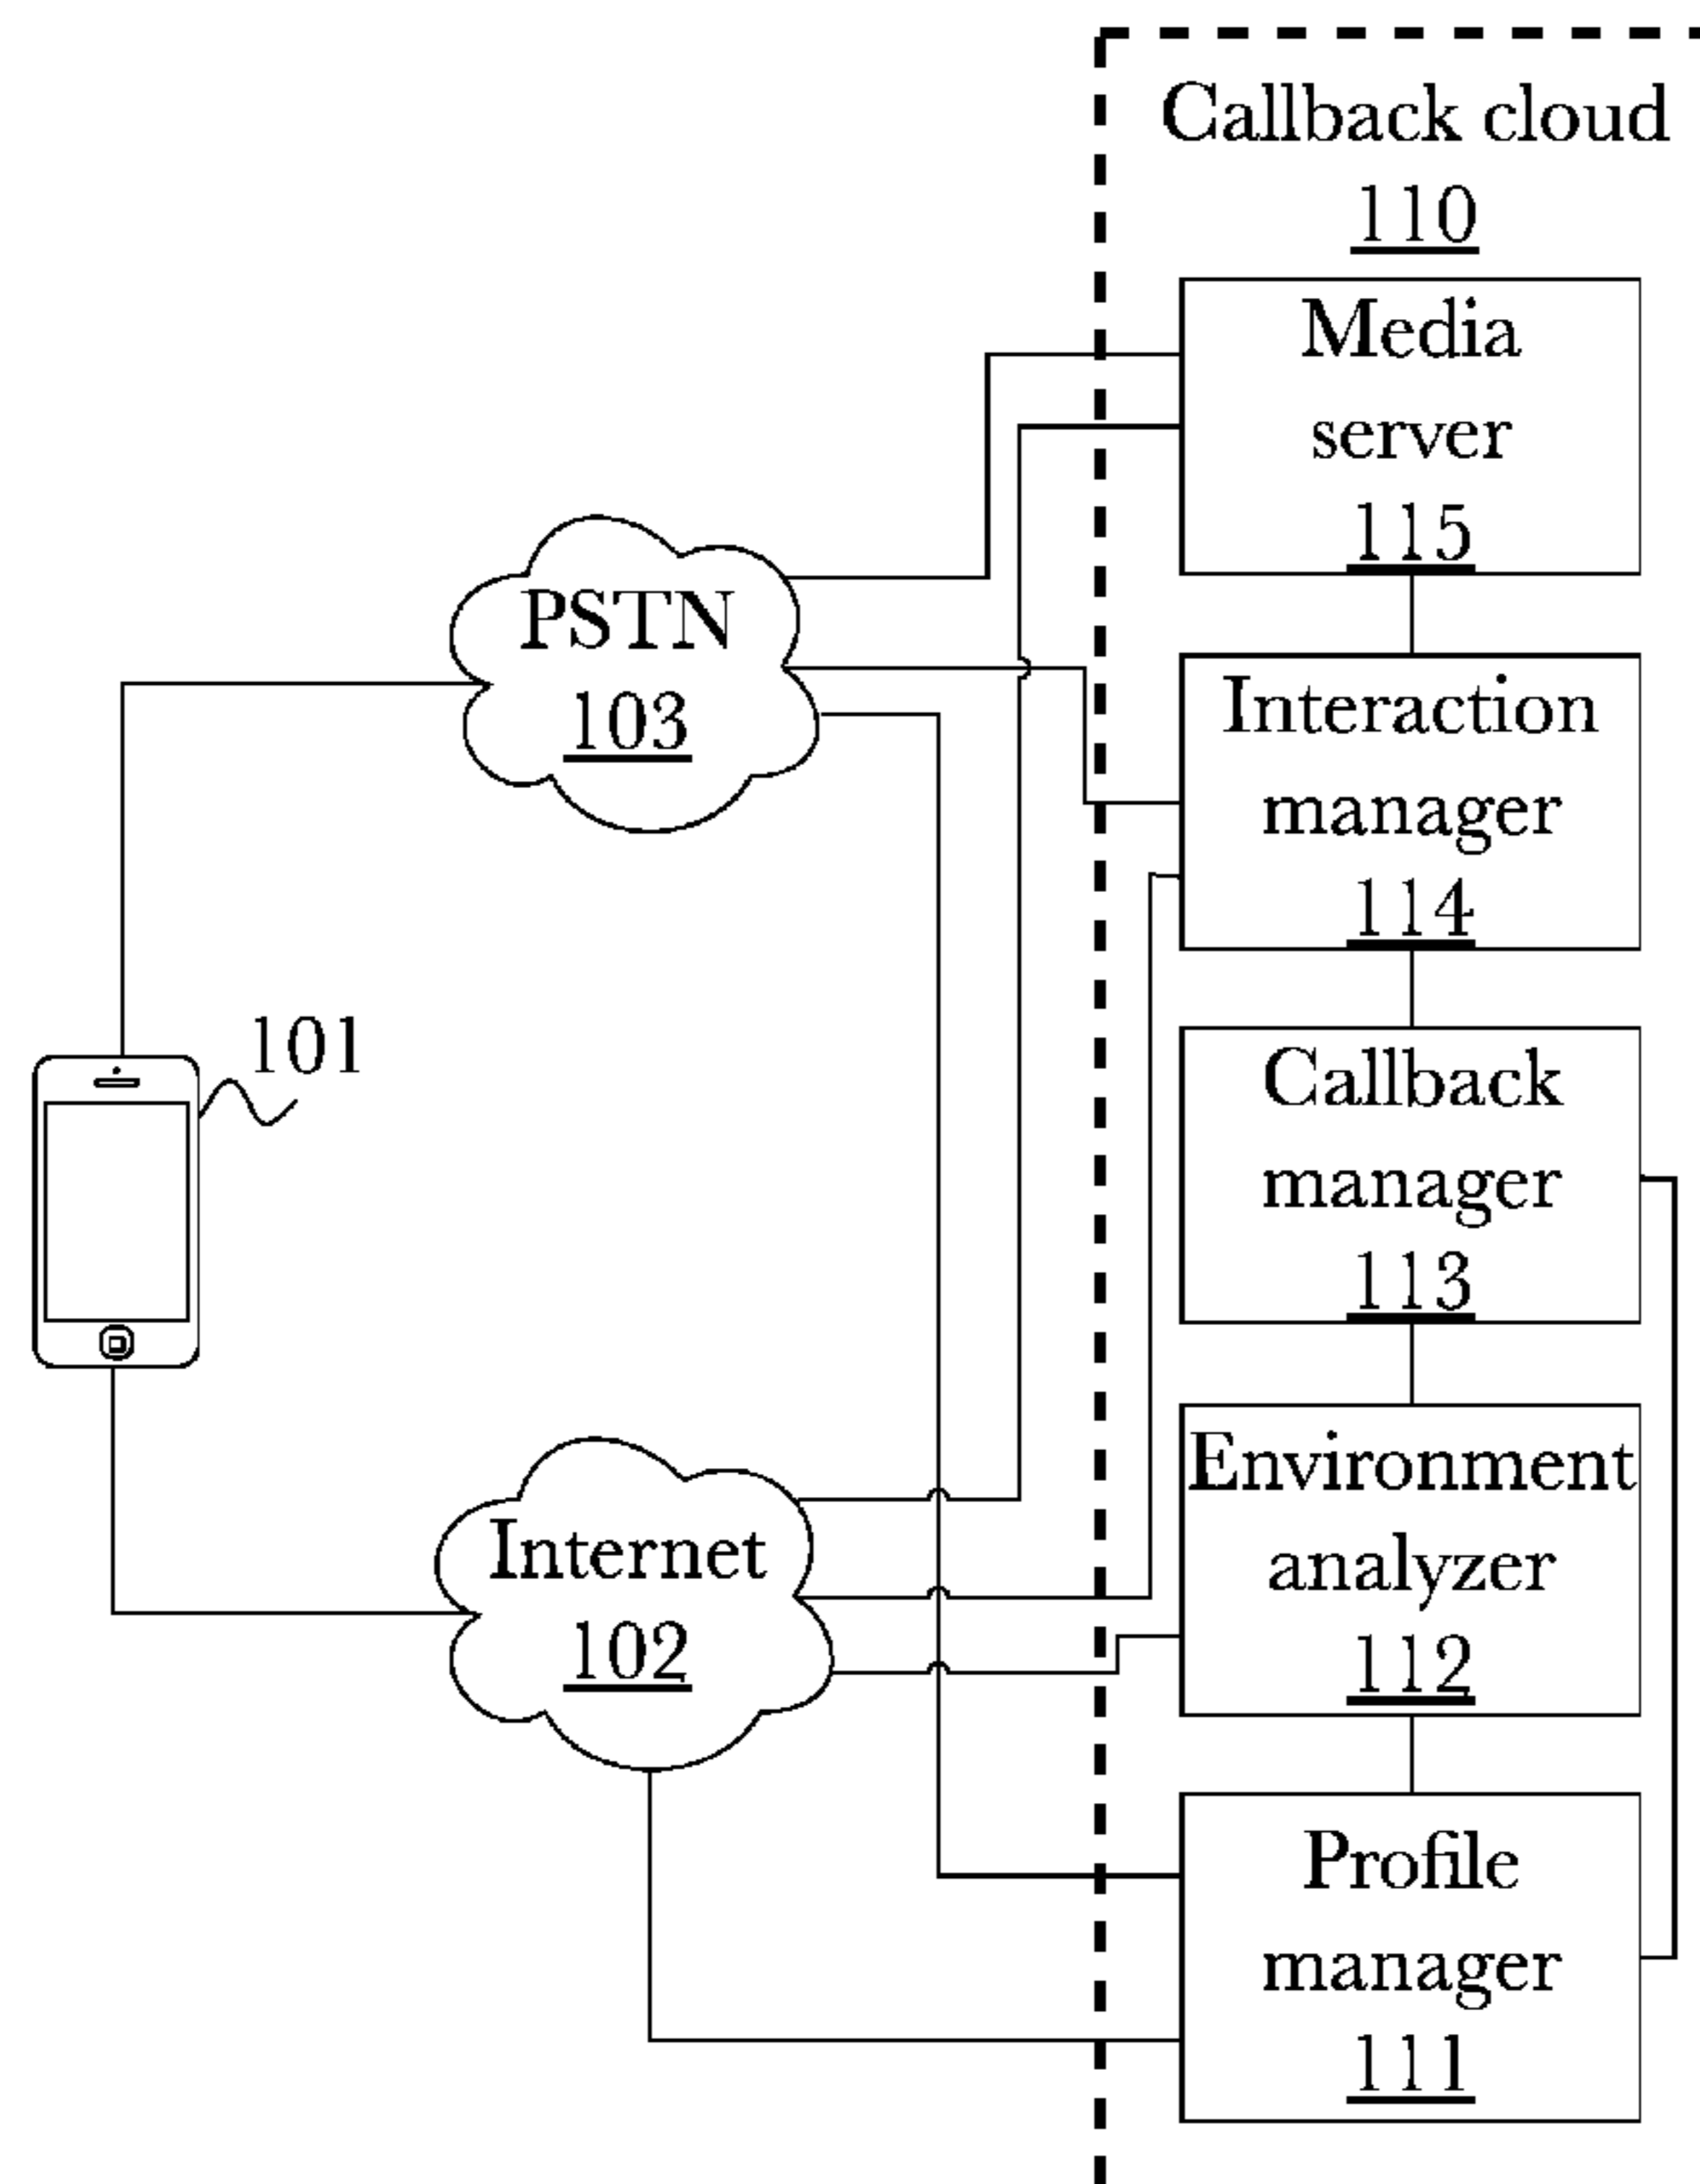 Callback cloud
110
Media
server
115
PSTN
103
Interaction
manager
114
101
Callback
manager
113
Internet
102
Environment
analyzer
112
Profile
manager
111